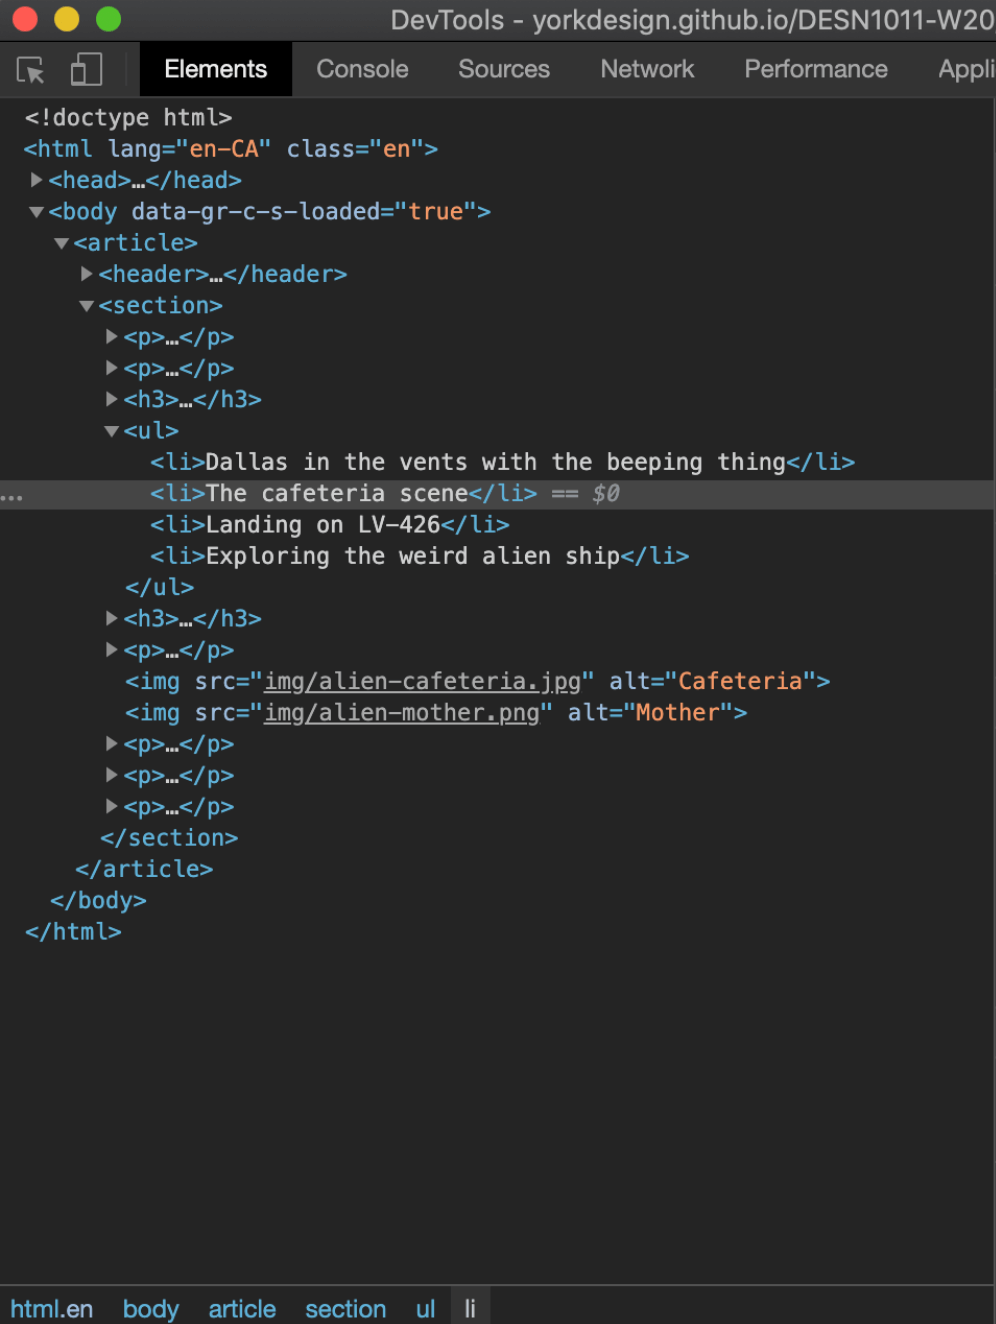 DevTools - yorkdesign.github.io/DESN1011-W20
Elements Console Sources Network Performance Appli
<!doctype html>
<html lang="en-CA" class="en">
<head>…</head>
<body data-gr-c-s-loaded="true">
<article>
<header>…</header>
<section>
<p>…</p>
<p>…</p>
<h3>…</h3>
<ul>
<li>Dallas in the vents with the beeping thing</li>
… <li>The cafeteria scene</li> == $0
<li>Landing on LV-426</li>
<li>Exploring the weird alien ship</li>
</ul>
<h3>…</h3>
<p>…</p>
<img src="img/alien-cafeteria.jpg" alt="Cafeteria">
<img src="img/alien-mother.png" alt="Mother">
<p>…</p>
<p>…</p>
<p>…</p>
</section>
</article>
</body>
</html>
html.en body article section ul li